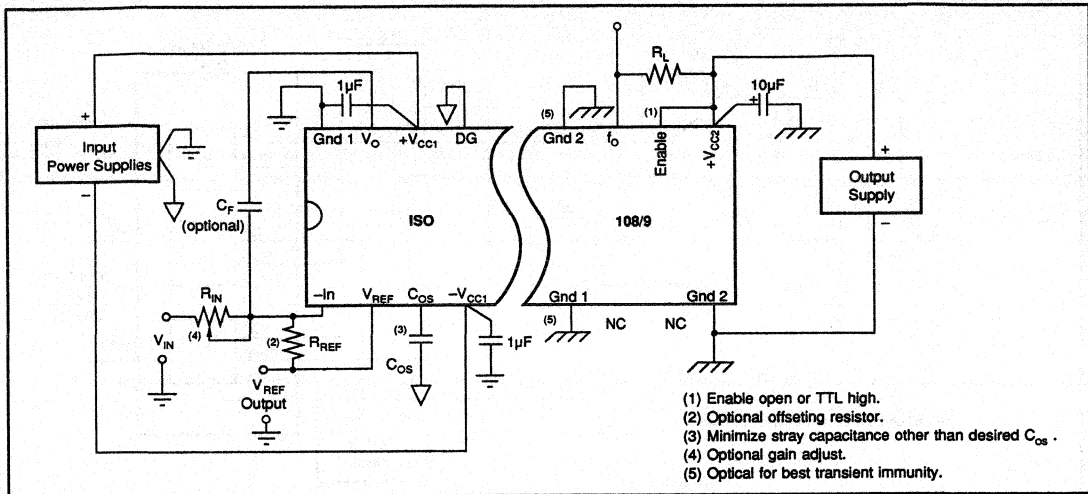 R_L
1µF
+
10µF
(5)
(1)
+
Input
Power Supplies
–
Gnd 1
V_O
+V_CC1
DG
Gnd 2
f_O
Enable
+V_CC2
+
Output
Supply
–
C_F
(optional)
ISO
108/9
–In
V_REF
C_OS
–V_CC1
Gnd 1
Gnd 2
R_IN
(4)
V_IN
(2)
R_REF
(3)
C_OS
1µF
(5)
NC
NC
V_REF
Output
(1) Enable open or TTL high.
(2) Optional offseting resistor.
(3) Minimize stray capacitance other than desired C_os .
(4) Optional gain adjust.
(5) Optical for best transient immunity.